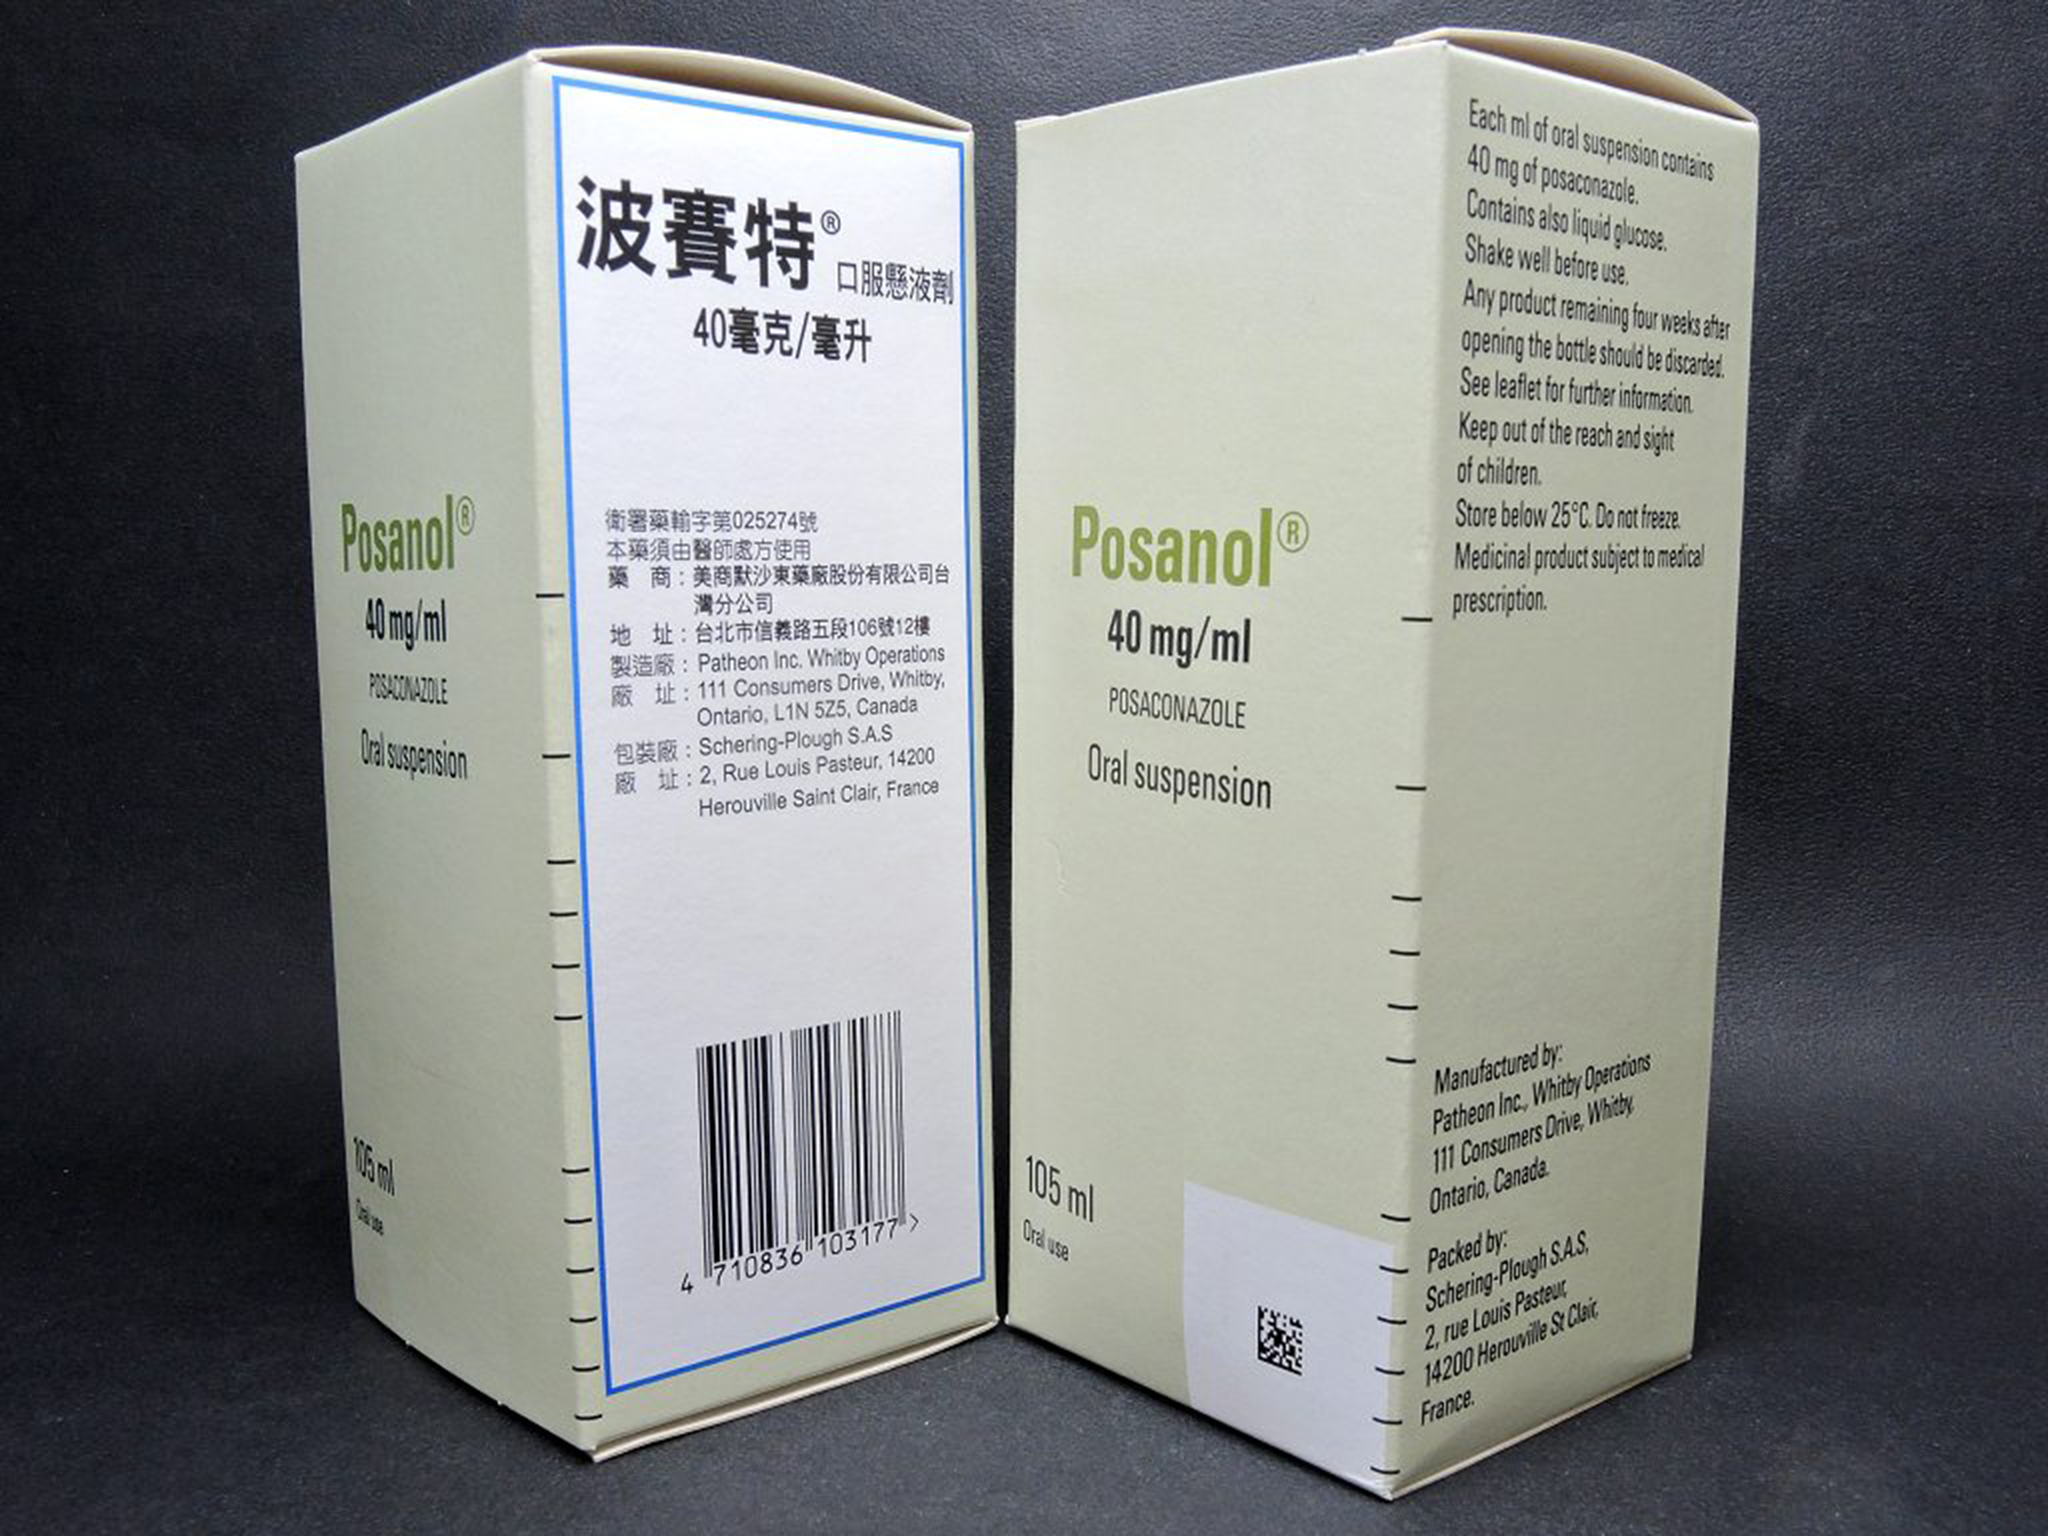 Posanol®
40 mg/ml
POSACONAZOLE
Oral suspension
105 ml
Oral use
波賽特®
口服懸液劑
40毫克/毫升
衛署藥輸字第025274號
本藥須由醫師處方使用
藥 商：美商默沙東藥廠股份有限公司台
灣分公司
地 址：台北市信義路五段106號12樓
製造廠：Patheon Inc. Whitby Operations
廠 址：111 Consumers Drive, Whitby,
Ontario, L1N 5Z5, Canada
包裝廠：Schering-Plough S.A.S
廠 址：2, Rue Louis Pasteur, 14200
Herouville Saint Clair, France
4 710836 103177 >
Posanol®
40 mg/ml
POSACONAZOLE
Oral suspension
105 ml
Oral use
Each ml of oral suspension contains
40 mg of posaconazole.
Contains also liquid glucose.
Shake well before use.
Any product remaining four weeks after
opening the bottle should be discarded.
See leaflet for further information.
Keep out of the reach and sight
of children.
Store below 25°C. Do not freeze.
Medicinal product subject to medical
prescription.
Manufactured by:
Patheon Inc., Whitby Operations
111 Consumers Drive, Whitby,
Ontario, Canada.
Packed by:
Schering-Plough S.A.S,
2, rue Louis Pasteur,
14200 Herouville St Clair,
France.